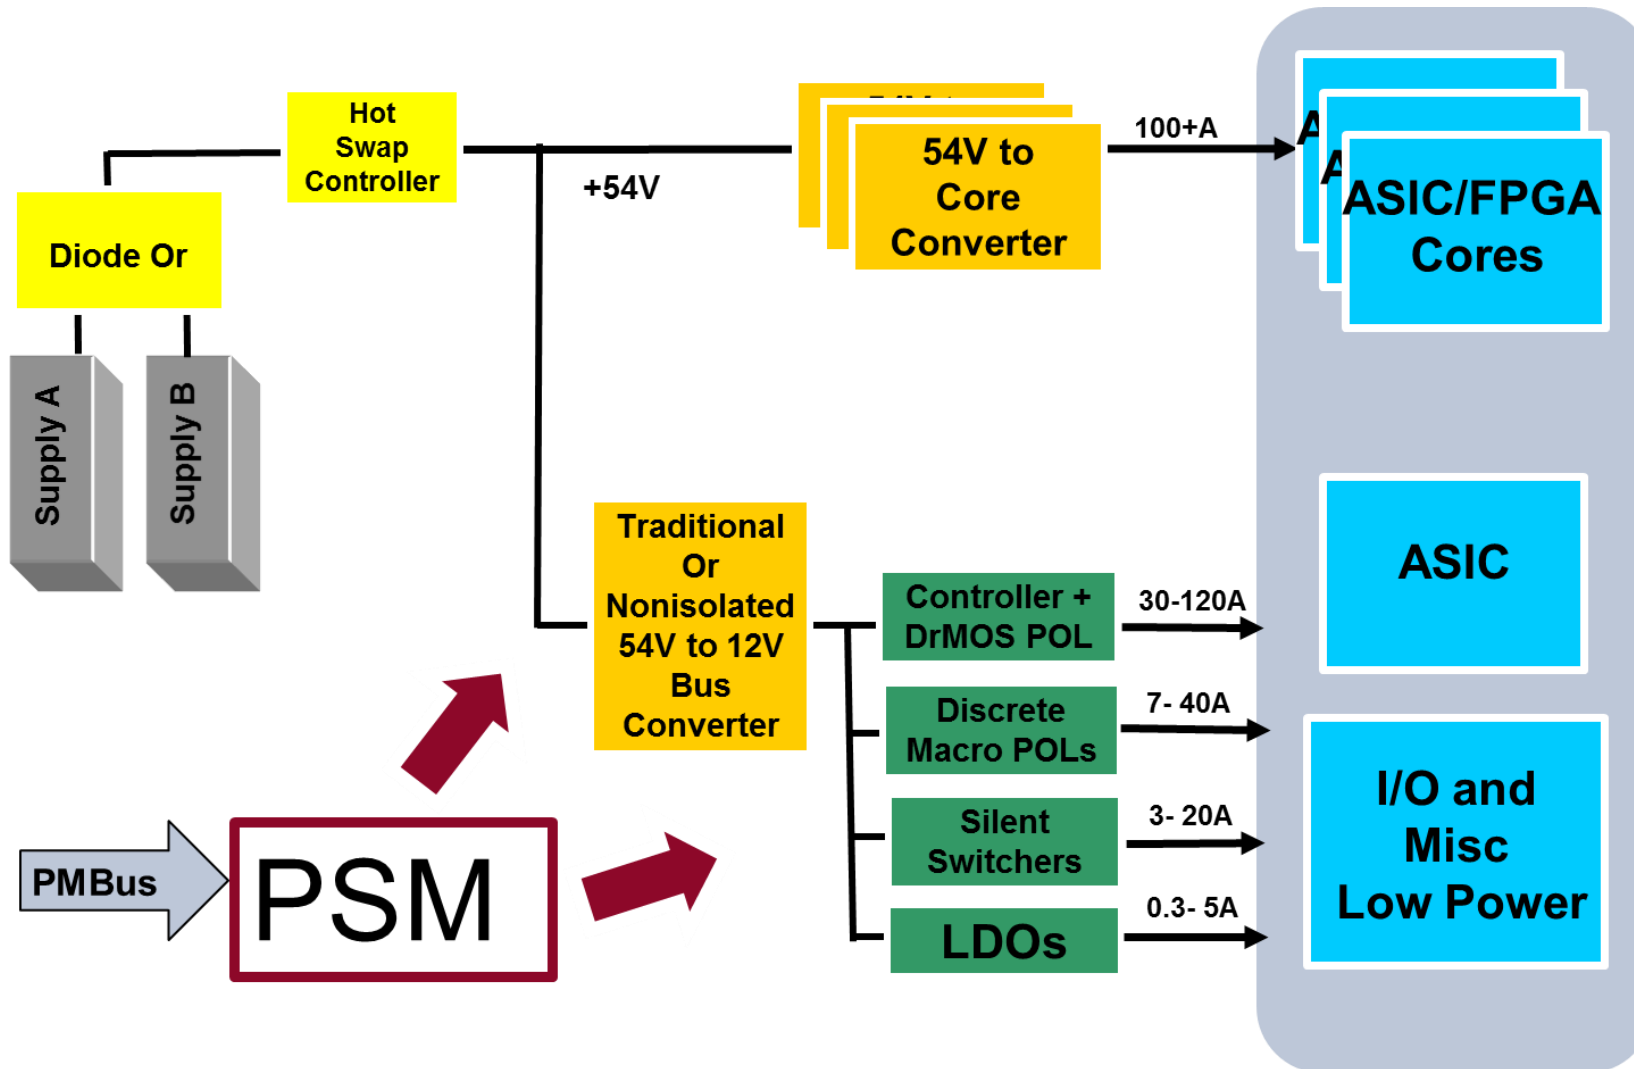 Hot
Swap
Controller
Diode Or
Supply A
Supply B
+54V
54V to
Core
Converter
100+A
A
A
ASIC/FPGA
Cores
Traditional
Or
Nonisolated
54V to 12V
Bus
Converter
Controller +
DrMOS POL
30-120A
ASIC
Discrete
Macro POLs
7- 40A
Silent
Switchers
3- 20A
LDOs
0.3- 5A
I/O and
Misc
Low Power
PMBus
PSM